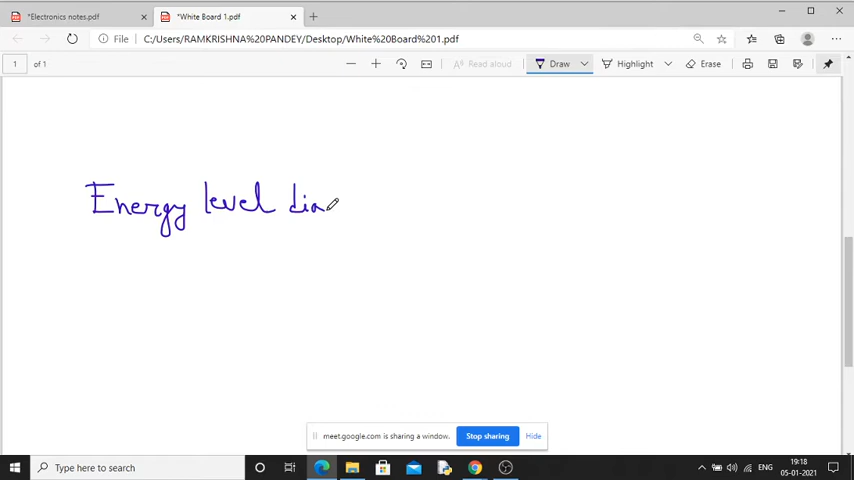 *Electronics notes.pdf
*White Board 1.pdf
File
C:/Users/RAMKRISHNA%20PANDEY/Desktop/White%20Board%201.pdf
1 of 1
Read aloud
Draw
Highlight
Erase
Energy level dia
meet.google.com is sharing a window.
Stop sharing
Hide
Type here to search
ENG
19:18
05-01-2021